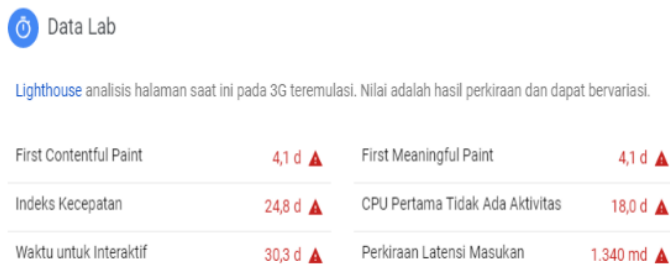 Data Lab
Lighthouse analisis halaman saat ini pada 3G teremulasi. Nilai adalah hasil perkiraan dan dapat bervariasi.
First Contentful Paint 4,1 d First Meaningful Paint 4,1 d
Indeks Kecepatan 24,8 d CPU Pertama Tidak Ada Aktivitas 18,0 d
Waktu untuk Interaktif 30,3 d Perkiraan Latensi Masukan 1.340 md